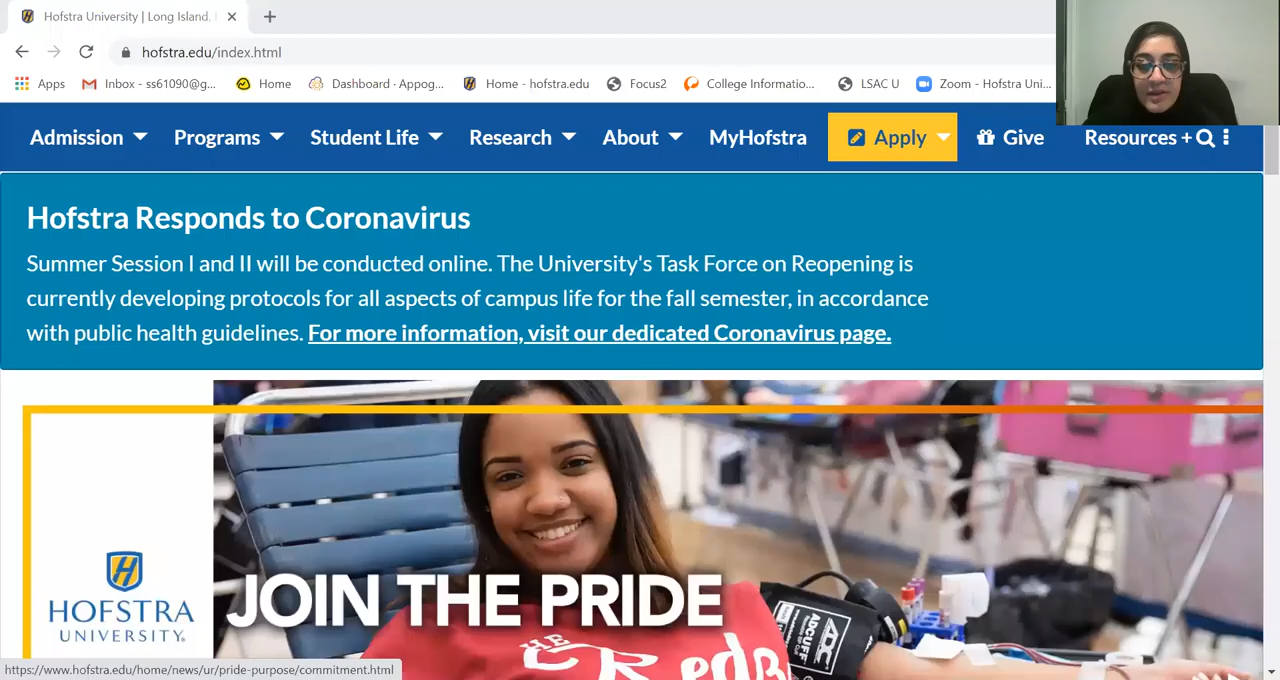 Hofstra University | Long Island,
hofstra.edu/index.html
Apps
Inbox - ss61090@g...
Home
Dashboard · Appog...
Home - hofstra.edu
Focus2
College Informatio...
LSAC U
Zoom - Hofstra Uni...
Admission
Programs
Student Life
Research
About
MyHofstra
Apply
Give
Resources +
Hofstra Responds to Coronavirus
Summer Session I and II will be conducted online. The University's Task Force on Reopening is
currently developing protocols for all aspects of campus life for the fall semester, in accordance
with public health guidelines. For more information, visit our dedicated Coronavirus page.
H
HOFSTRA
UNIVERSITY®
JOIN THE PRIDE
THE
RedB
ADC
ADCUFF
https://www.hofstra.edu/home/news/ur/pride-purpose/commitment.html